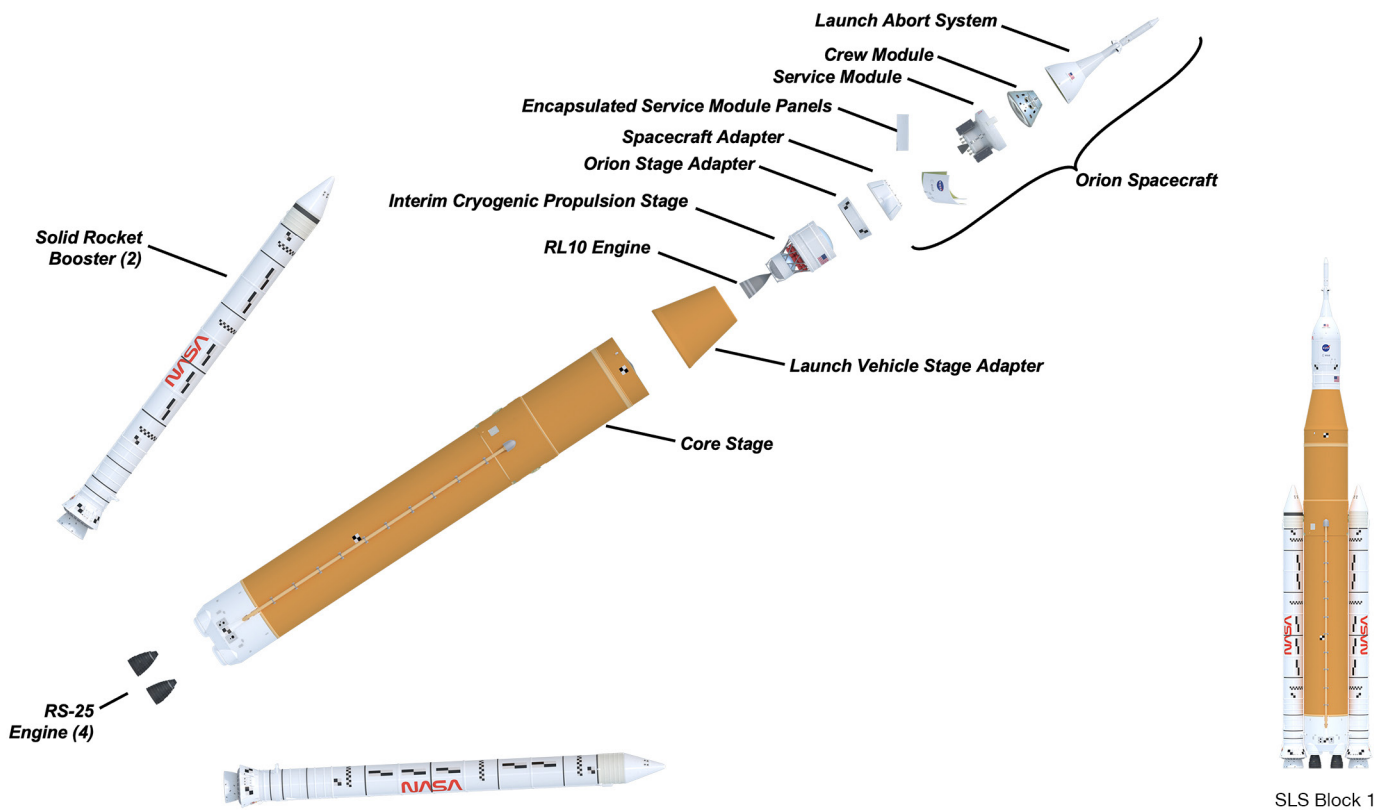 Launch Abort System
Crew Module
Service Module
Encapsulated Service Module Panels
Spacecraft Adapter
Orion Stage Adapter
Interim Cryogenic Propulsion Stage
RL10 Engine
Orion Spacecraft
Solid Rocket
Booster (2)
NASA
Launch Vehicle Stage Adapter
Core Stage
RS-25
Engine (4)
NASA
NASA
NASA
SLS Block 1